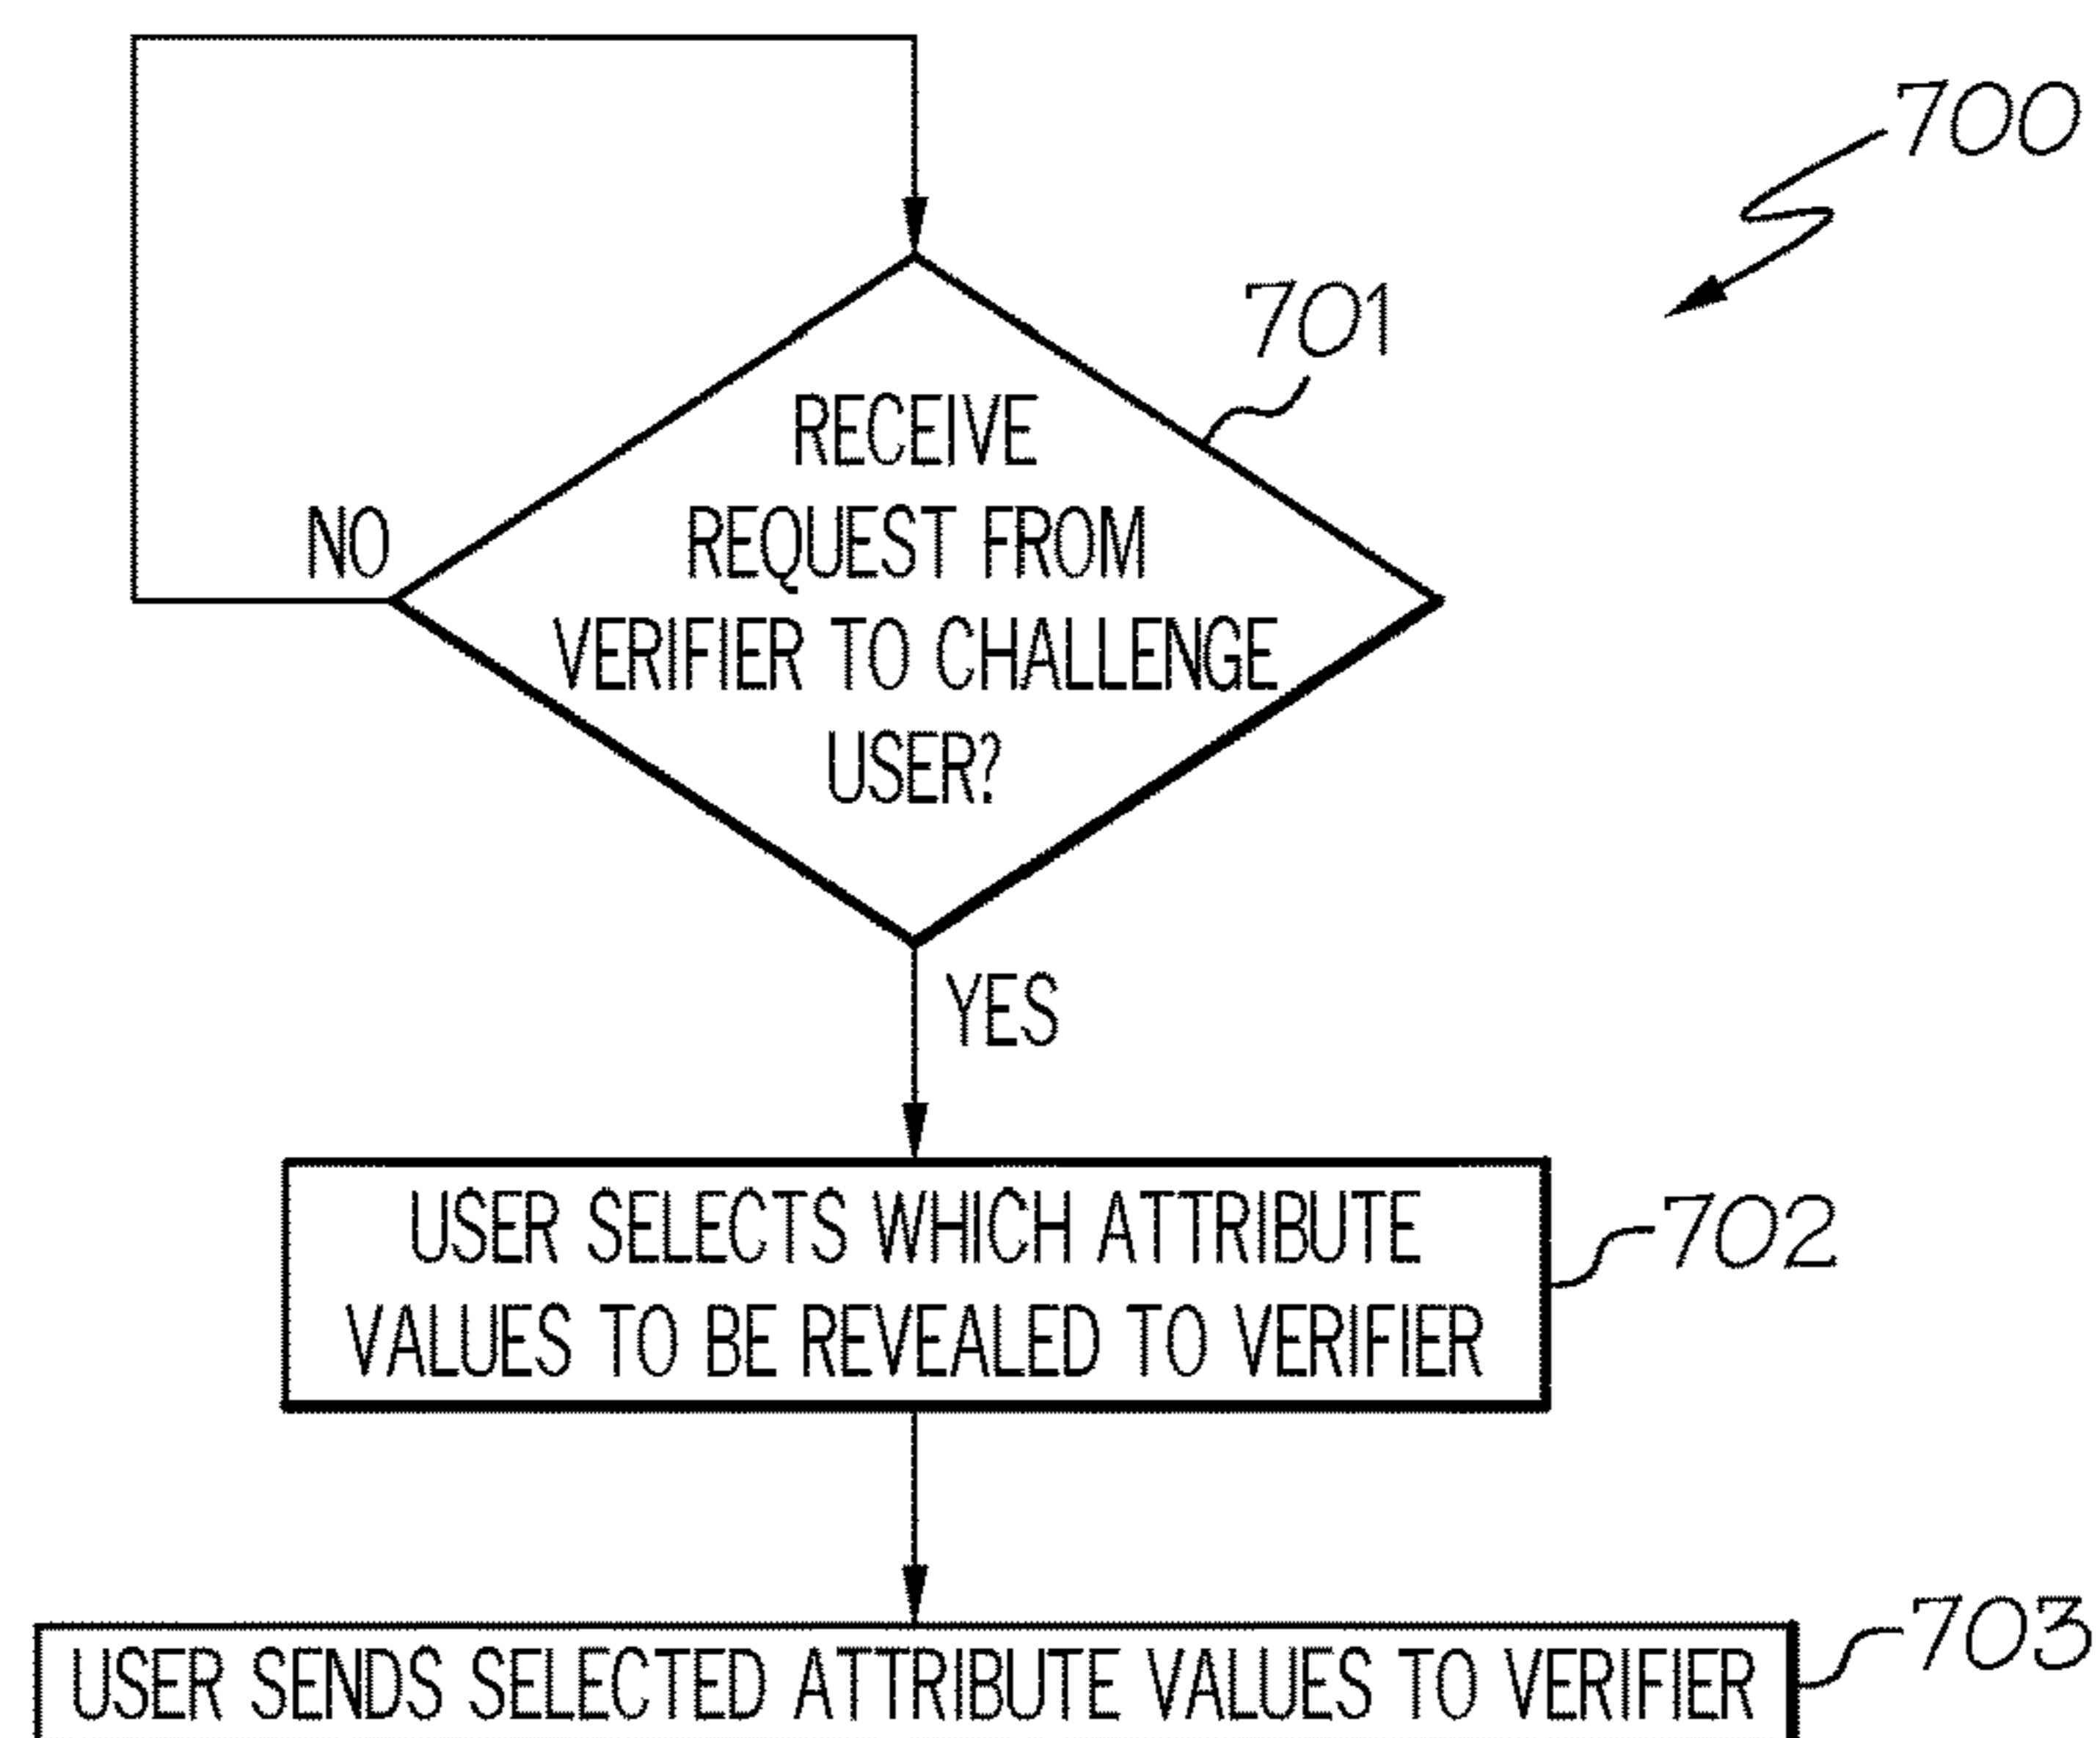 700
701
RECEIVE
REQUEST FROM
VERIFIER TO CHALLENGE
USER?
NO
YES
USER SELECTS WHICH ATTRIBUTE
VALUES TO BE REVEALED TO VERIFIER
702
703
USER SENDS SELECTED ATTRIBUTE VALUES TO VERIFIER